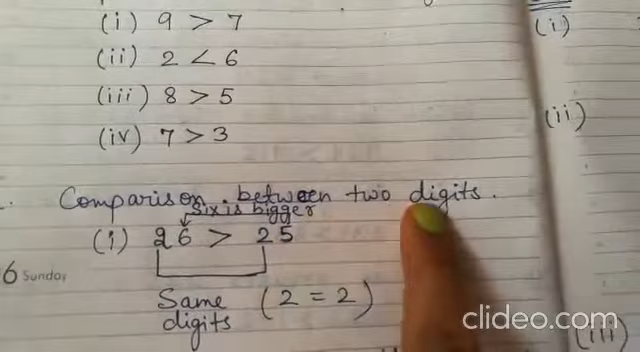 (i) 9 > 7
(ii) 2 < 6
(iii) 8 > 5
(iv) 7 > 3
Comparison between two digits.
six is bigger
(i) 26 > 25
Same digits (2 = 2)
6 Sunday
(i)
(ii)
(iii)
clideo.com